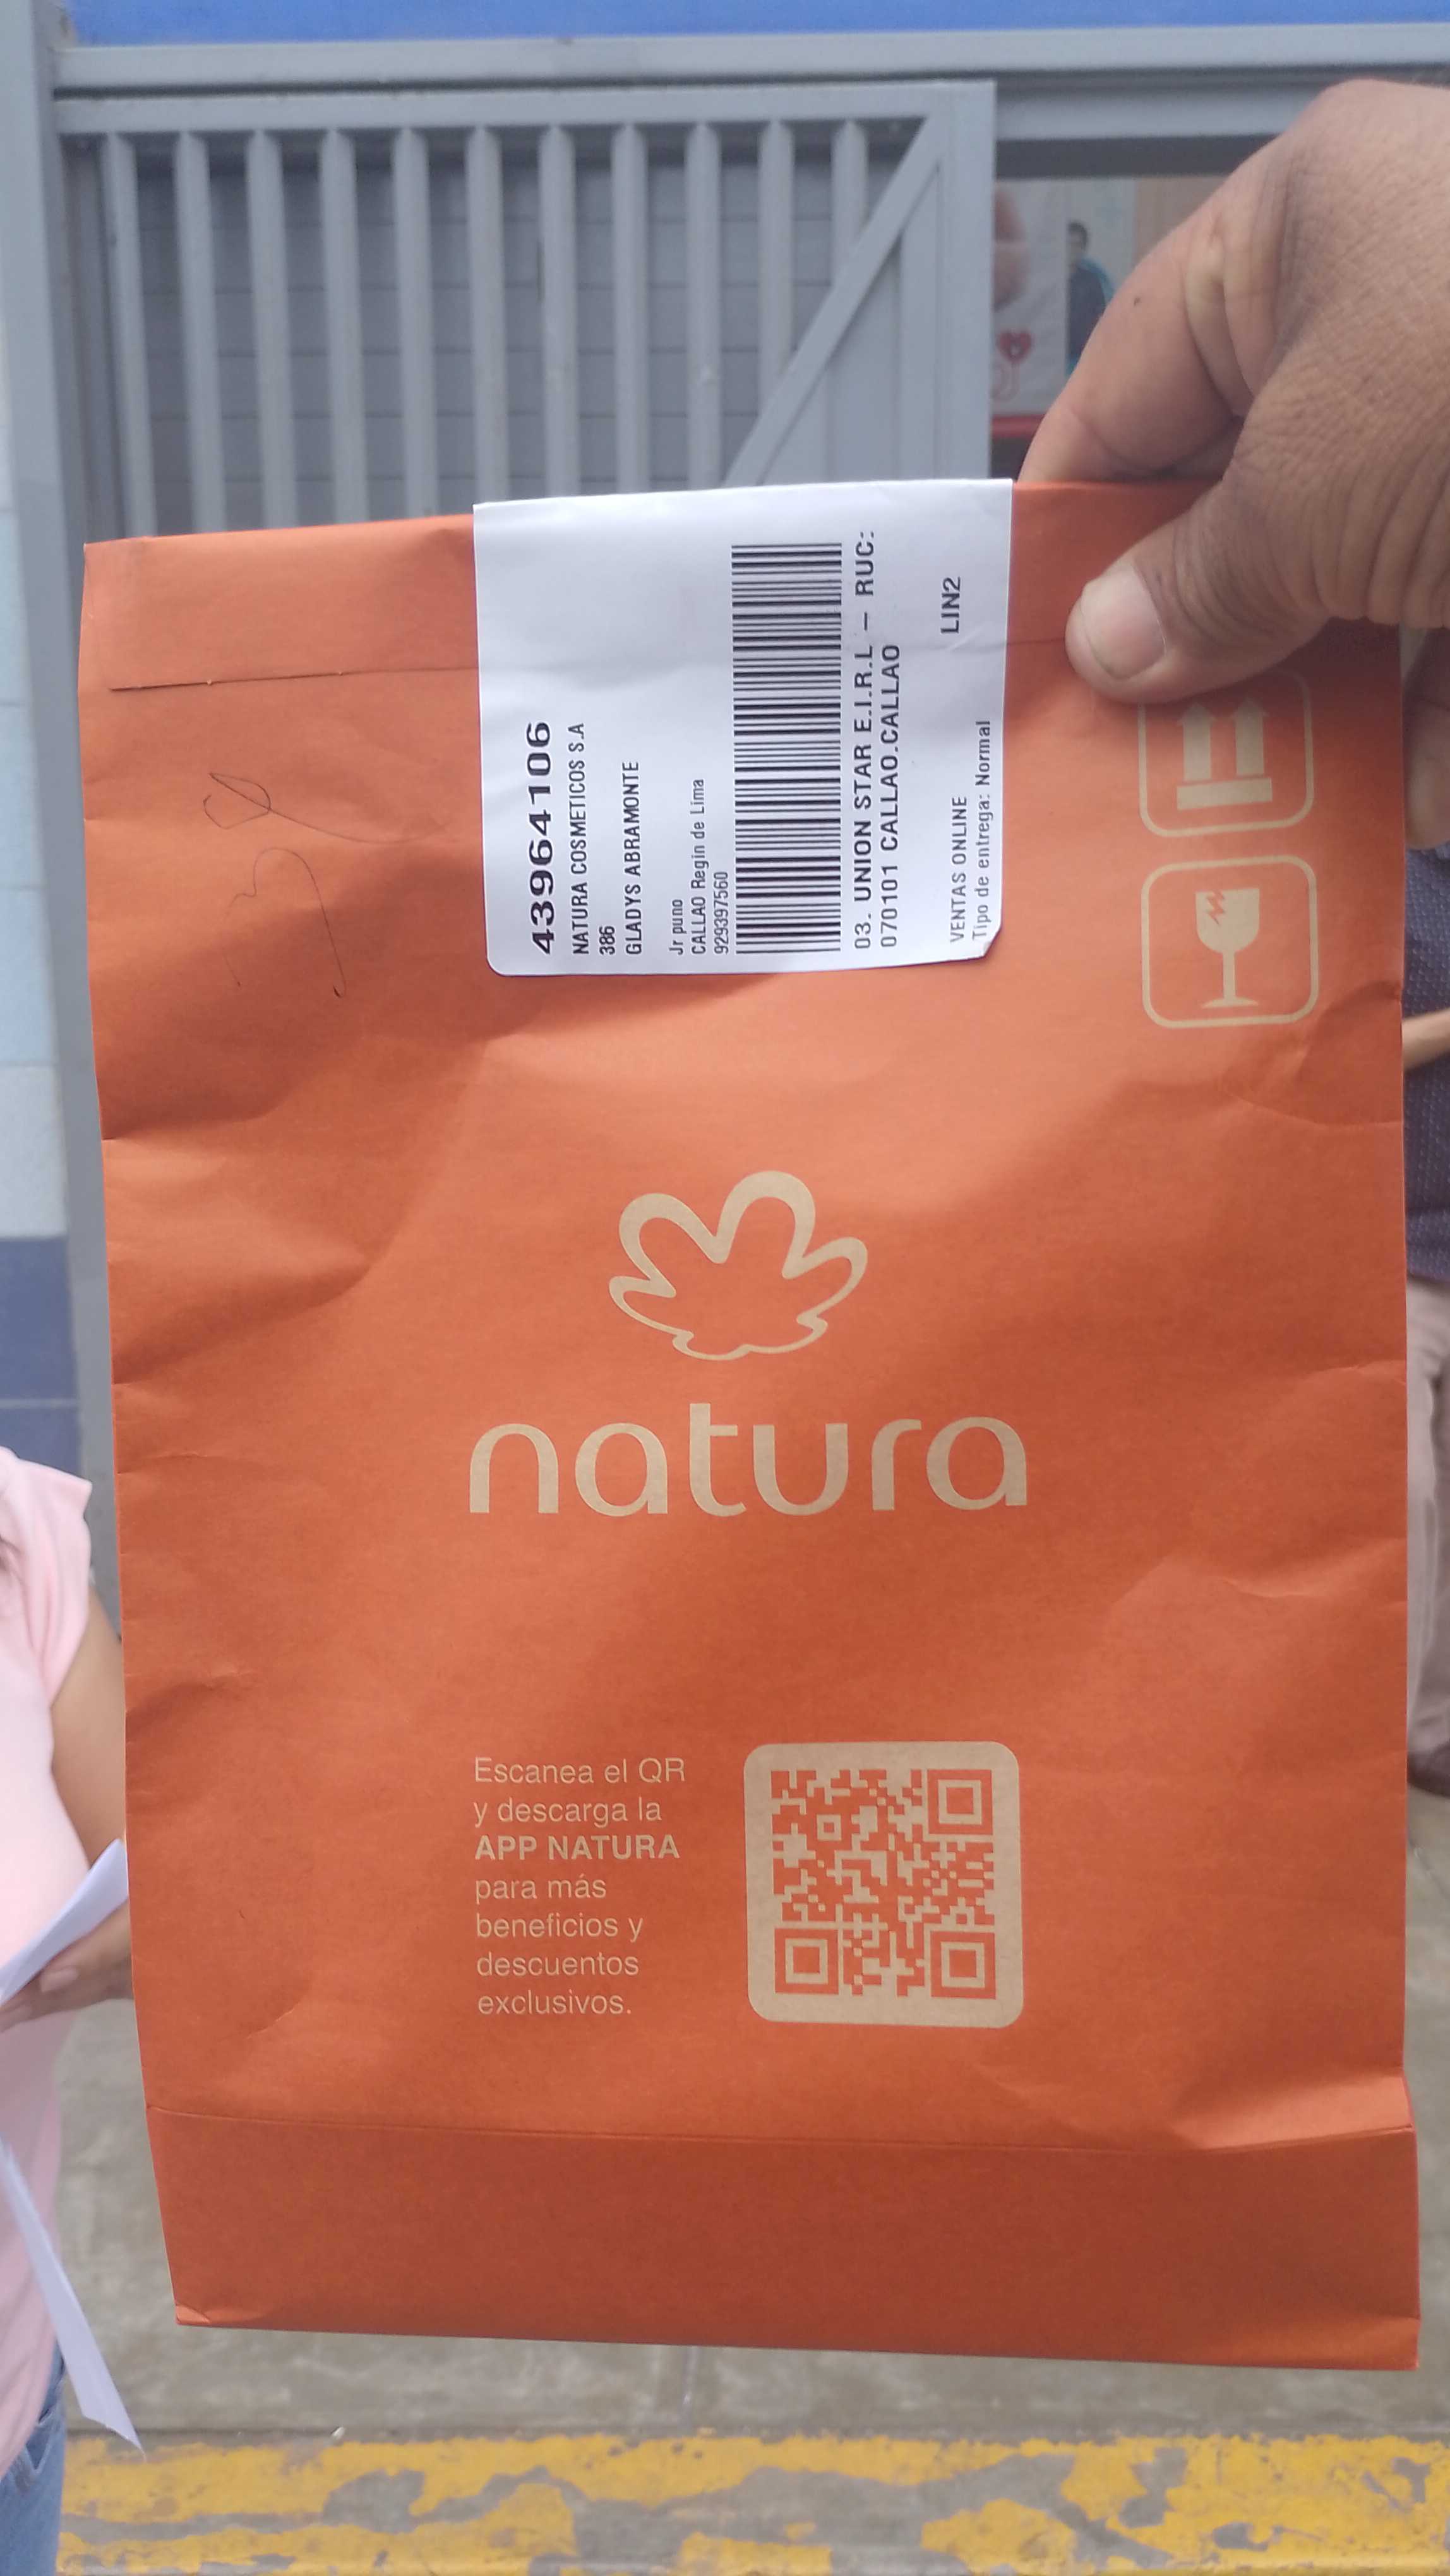 43964106
NATURA COSMETICOS S.A
386
GLADYS ABRAMONTE
Jr puno
CALLAO Regin de Lima
929397560
03. UNION STAR E.I.R.L – RUC:
070101 CALLAO.CALLAO
VENTAS ONLINE LIN2
Tipo de entrega: Normal
natura
Escanea el QR
y descarga la
APP NATURA
para más
beneficios y
descuentos
exclusivos.